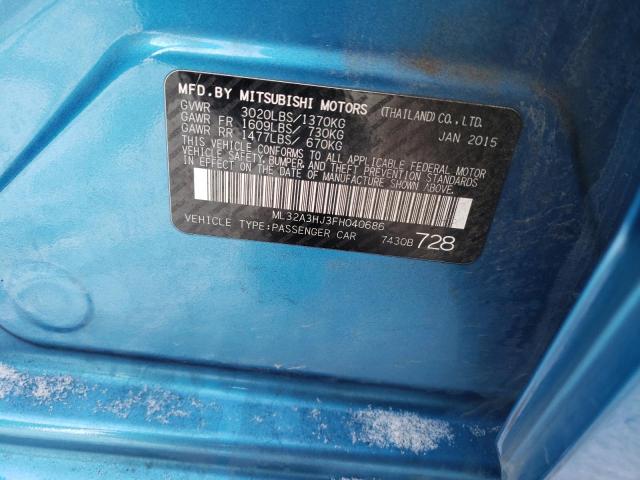 MFD.BY MITSUBISHI MOTORS (THAILAND) CO., LTD.
GVWR 3020LBS/1370KG JAN 2015
GAWR FR 1609LBS/ 730KG
GAWR RR 1477LBS/ 670KG
THIS VEHICLE CONFORMS TO ALL APPLICABLE FEDERAL MOTOR
VEHICLE SAFETY,BUMPER,AND THEFT PREVENTION STANDARDS
IN EFFECT ON THE DATE OF MANUFACTURE SHOWN ABOVE.
ML32A3HJ3FH040686
VEHICLE TYPE:PASSENGER CAR 7430B 728